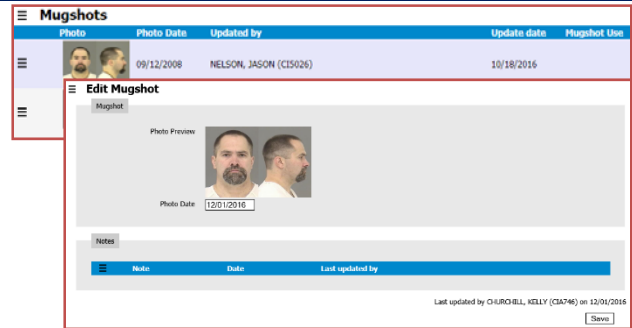 Mugshots
Photo Photo Date Updated by Update date Mugshot Use
09/12/2008 NELSON, JASON (CI5026) 10/18/2016
Edit Mugshot
Mugshot
Photo Preview
Photo Date 12/01/2016
Notes
Note Date Last updated by
Last updated by CHURCHILL, KELLY (CIA746) on 12/01/2016
Save